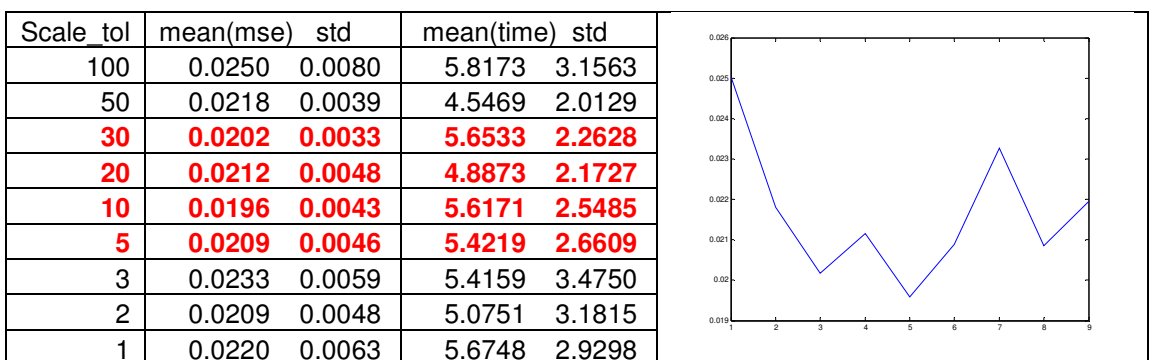 Scale_tol mean(mse) std mean(time) std
100 0.0250 0.0080 5.8173 3.1563
50 0.0218 0.0039 4.5469 2.0129
30 0.0202 0.0033 5.6533 2.2628
20 0.0212 0.0048 4.8873 2.1727
10 0.0196 0.0043 5.6171 2.5485
5 0.0209 0.0046 5.4219 2.6609
3 0.0233 0.0059 5.4159 3.4750
2 0.0209 0.0048 5.0751 3.1815
1 0.0220 0.0063 5.6748 2.9298
0.026
0.025
0.024
0.023
0.022
0.021
0.02
0.019
1 2 3 4 5 6 7 8 9